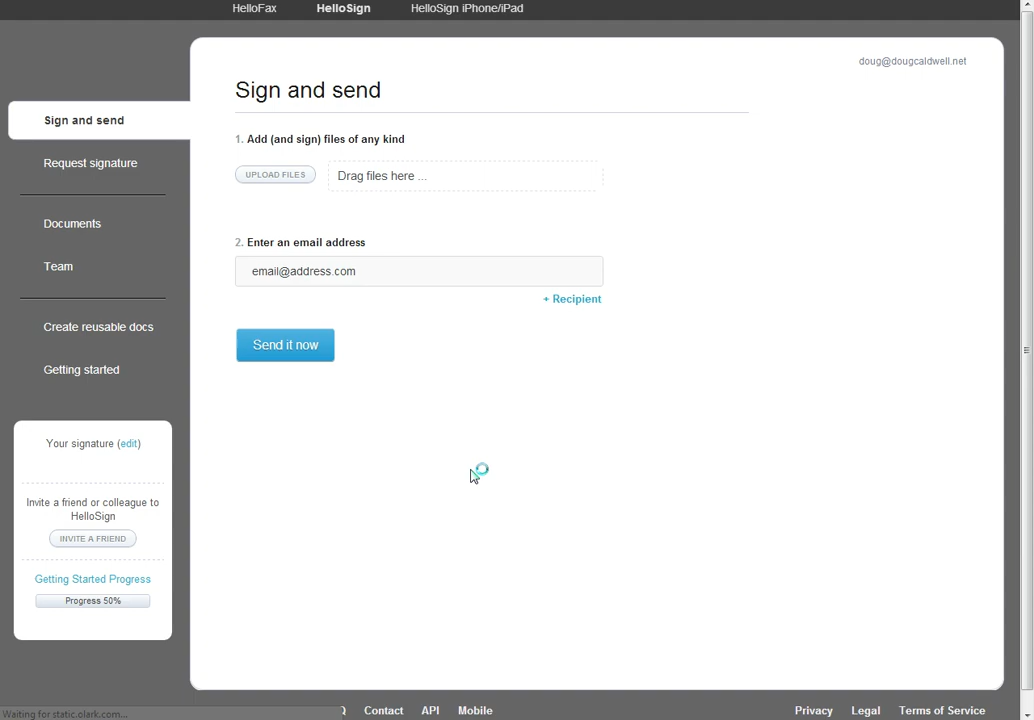 HelloFax HelloSign HelloSign iPhone/iPad
doug@dougcaldwell.net
Sign and send
Sign and send
Request signature
Documents
Team
Create reusable docs
Getting started
1. Add (and sign) files of any kind
UPLOAD FILES Drag files here ...
2. Enter an email address
email@address.com
+ Recipient
Send it now
Your signature (edit)
Invite a friend or colleague to
HelloSign
INVITE A FRIEND
Getting Started Progress
Progress 50%
Contact API Mobile Privacy Legal Terms of Service
Waiting for static.olark.com...